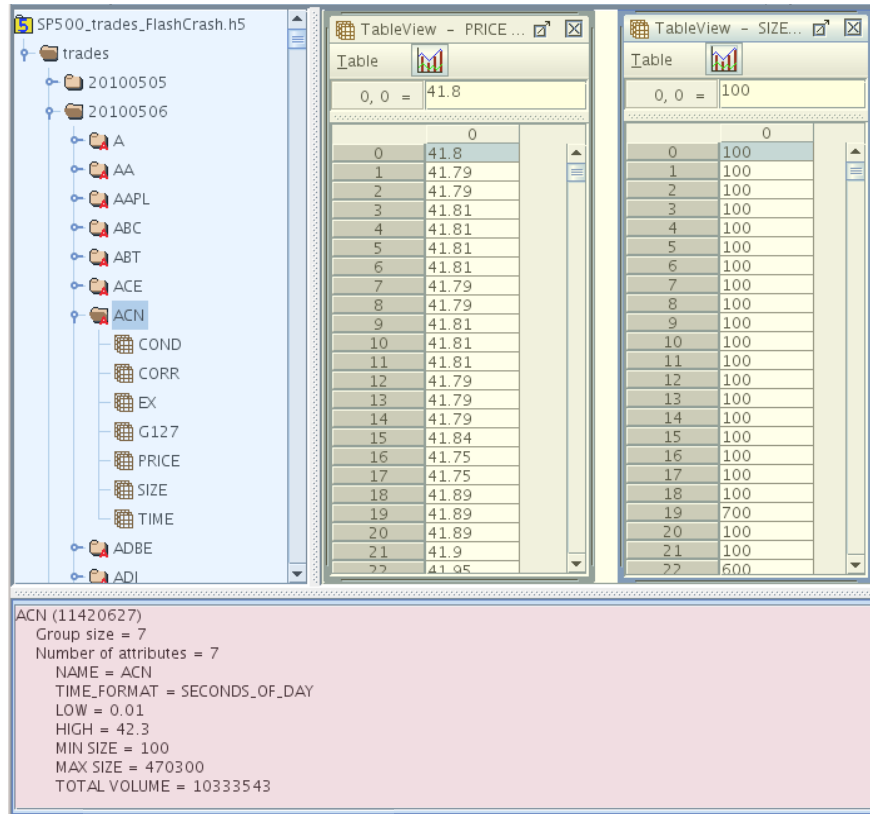 SP500_trades_FlashCrash.h5
trades
20100505
20100506
A
AA
AAPL
ABC
ABT
ACE
ACN
COND
CORR
EX
G127
PRICE
SIZE
TIME
ADBE
ADI
TableView - PRICE ...
Table
0, 0 = 41.8
0
0 41.8
1 41.79
2 41.79
3 41.81
4 41.81
5 41.81
6 41.81
7 41.79
8 41.79
9 41.81
10 41.81
11 41.81
12 41.79
13 41.79
14 41.79
15 41.84
16 41.75
17 41.75
18 41.89
19 41.89
20 41.89
21 41.9
22 41.95
TableView - SIZE...
Table
0, 0 = 100
0
0 100
1 100
2 100
3 100
4 100
5 100
6 100
7 100
8 100
9 100
10 100
11 100
12 100
13 100
14 100
15 100
16 100
17 100
18 100
19 700
20 100
21 100
22 600
ACN (11420627)
Group size = 7
Number of attributes = 7
NAME = ACN
TIME_FORMAT = SECONDS_OF_DAY
LOW = 0.01
HIGH = 42.3
MIN SIZE = 100
MAX SIZE = 470300
TOTAL VOLUME = 10333543